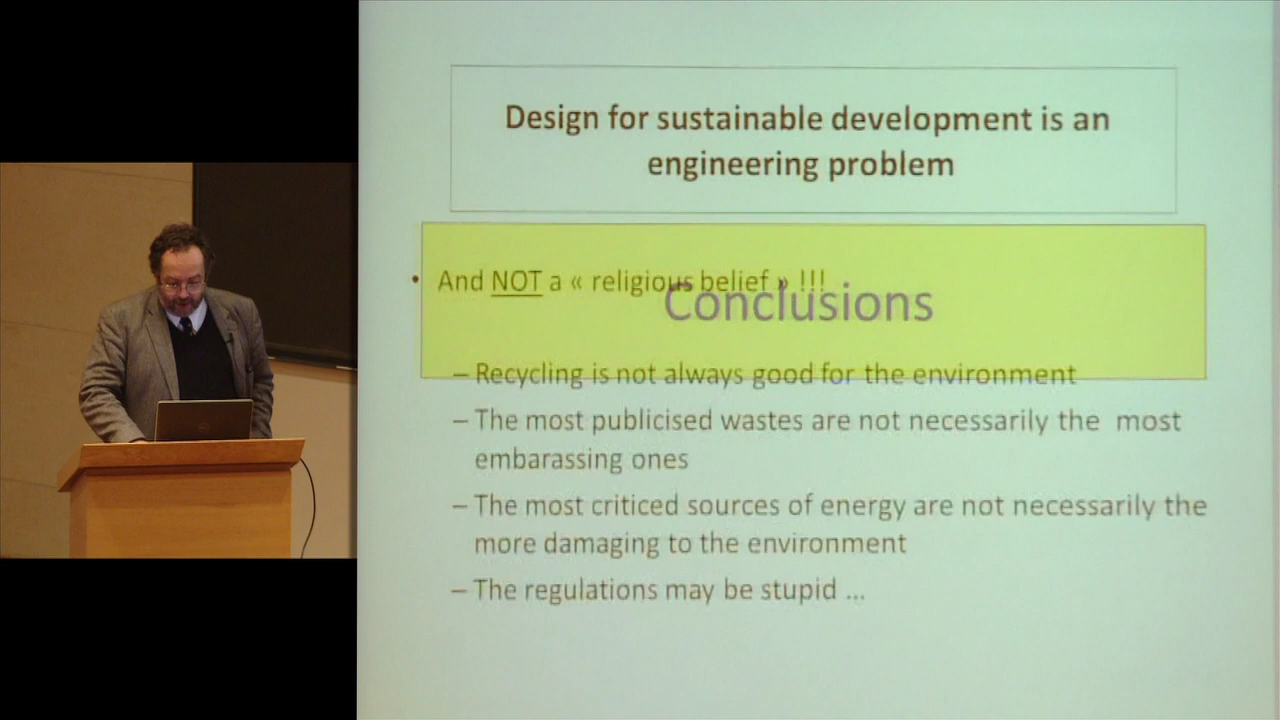 Design for sustainable development is an
engineering problem
• And NOT a « religious belief » !!!
Conclusions
– Recycling is not always good for the environment
– The most publicised wastes are not necessarily the most
embarassing ones
– The most criticed sources of energy are not necessarily the
more damaging to the environment
– The regulations may be stupid ...